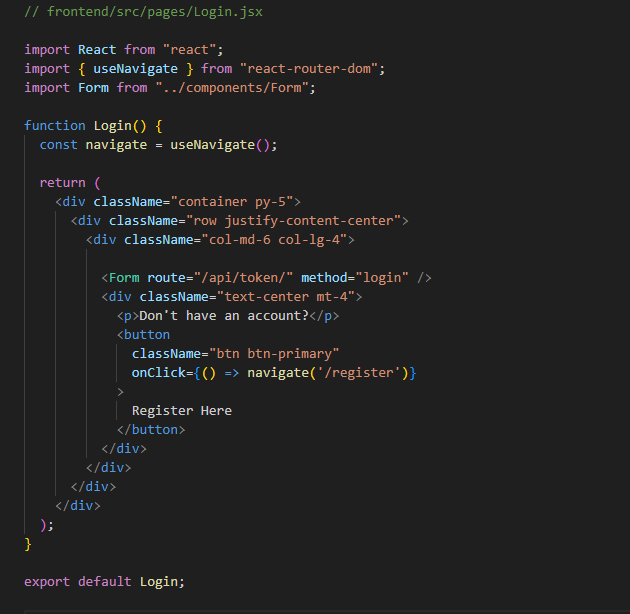 // frontend/src/pages/Login.jsx
import React from "react";
import { useNavigate } from "react-router-dom";
import Form from "../components/Form";
function Login() {
const navigate = useNavigate();
return (
<div className="container py-5">
<div className="row justify-content-center">
<div className="col-md-6 col-lg-4">
<Form route="/api/token/" method="login" />
<div className="text-center mt-4">
<p>Don't have an account?</p>
<button
className="btn btn-primary"
onClick={() => navigate('/register')}
>
Register Here
</button>
</div>
</div>
</div>
</div>
);
}
export default Login;